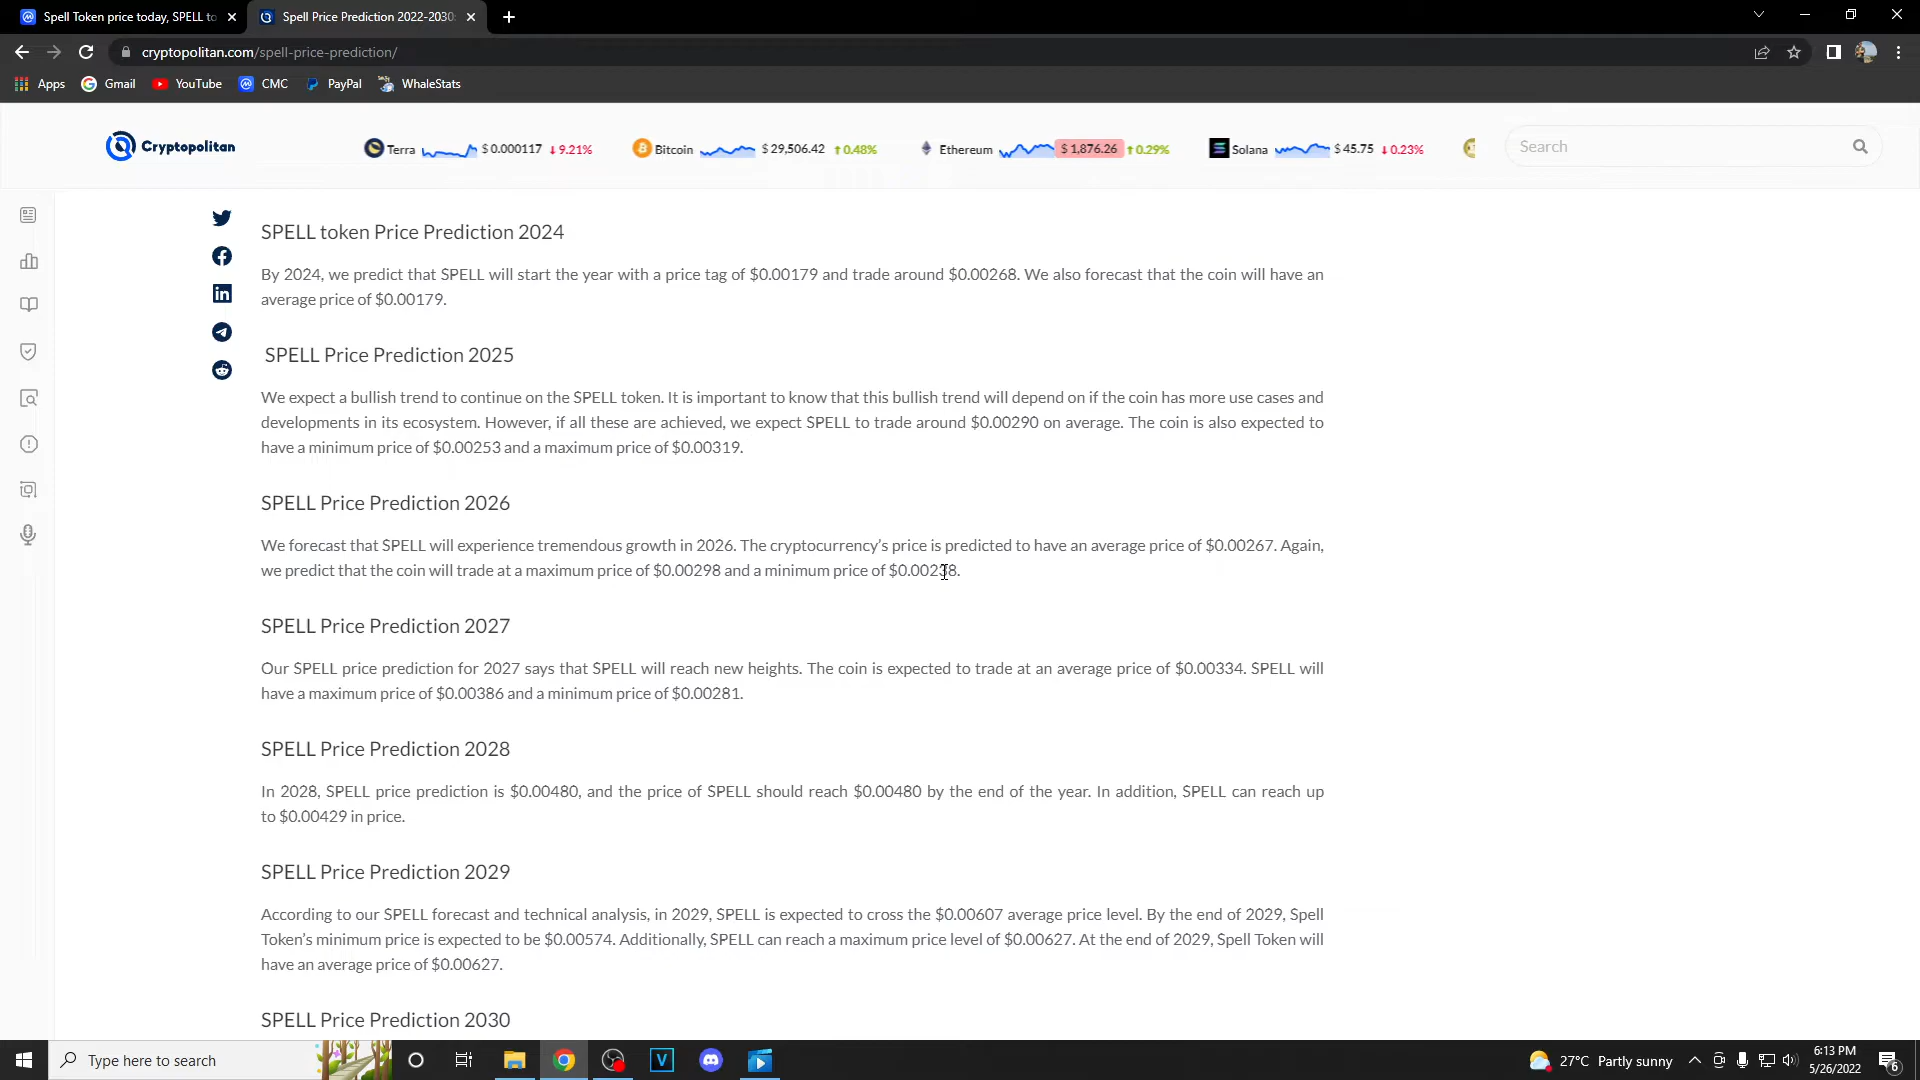 Spell Token price today, SPELL to
Spell Price Prediction 2022-2030:
cryptopolitan.com/spell-price-prediction/
Apps Gmail YouTube CMC PayPal WhaleStats
Cryptopolitan
Terra $ 0.000117 ↓ 9.21%
Bitcoin $ 29,506.42 ↑ 0.48%
Ethereum $ 1,876.26 ↑ 0.29%
Solana $ 45.75 ↓ 0.23%
Search
SPELL token Price Prediction 2024
By 2024, we predict that SPELL will start the year with a price tag of $0.00179 and trade around $0.00268. We also forecast that the coin will have an
average price of $0.00179.
SPELL Price Prediction 2025
We expect a bullish trend to continue on the SPELL token. It is important to know that this bullish trend will depend on if the coin has more use cases and
developments in its ecosystem. However, if all these are achieved, we expect SPELL to trade around $0.00290 on average. The coin is also expected to
have a minimum price of $0.00253 and a maximum price of $0.00319.
SPELL Price Prediction 2026
We forecast that SPELL will experience tremendous growth in 2026. The cryptocurrency’s price is predicted to have an average price of $0.00267. Again,
we predict that the coin will trade at a maximum price of $0.00298 and a minimum price of $0.00238.
SPELL Price Prediction 2027
Our SPELL price prediction for 2027 says that SPELL will reach new heights. The coin is expected to trade at an average price of $0.00334. SPELL will
have a maximum price of $0.00386 and a minimum price of $0.00281.
SPELL Price Prediction 2028
In 2028, SPELL price prediction is $0.00480, and the price of SPELL should reach $0.00480 by the end of the year. In addition, SPELL can reach up
to $0.00429 in price.
SPELL Price Prediction 2029
According to our SPELL forecast and technical analysis, in 2029, SPELL is expected to cross the $0.00607 average price level. By the end of 2029, Spell
Token’s minimum price is expected to be $0.00574. Additionally, SPELL can reach a maximum price level of $0.00627. At the end of 2029, Spell Token will
have an average price of $0.00627.
SPELL Price Prediction 2030
Type here to search
V
27°C Partly sunny
6:13 PM
5/26/2022
6